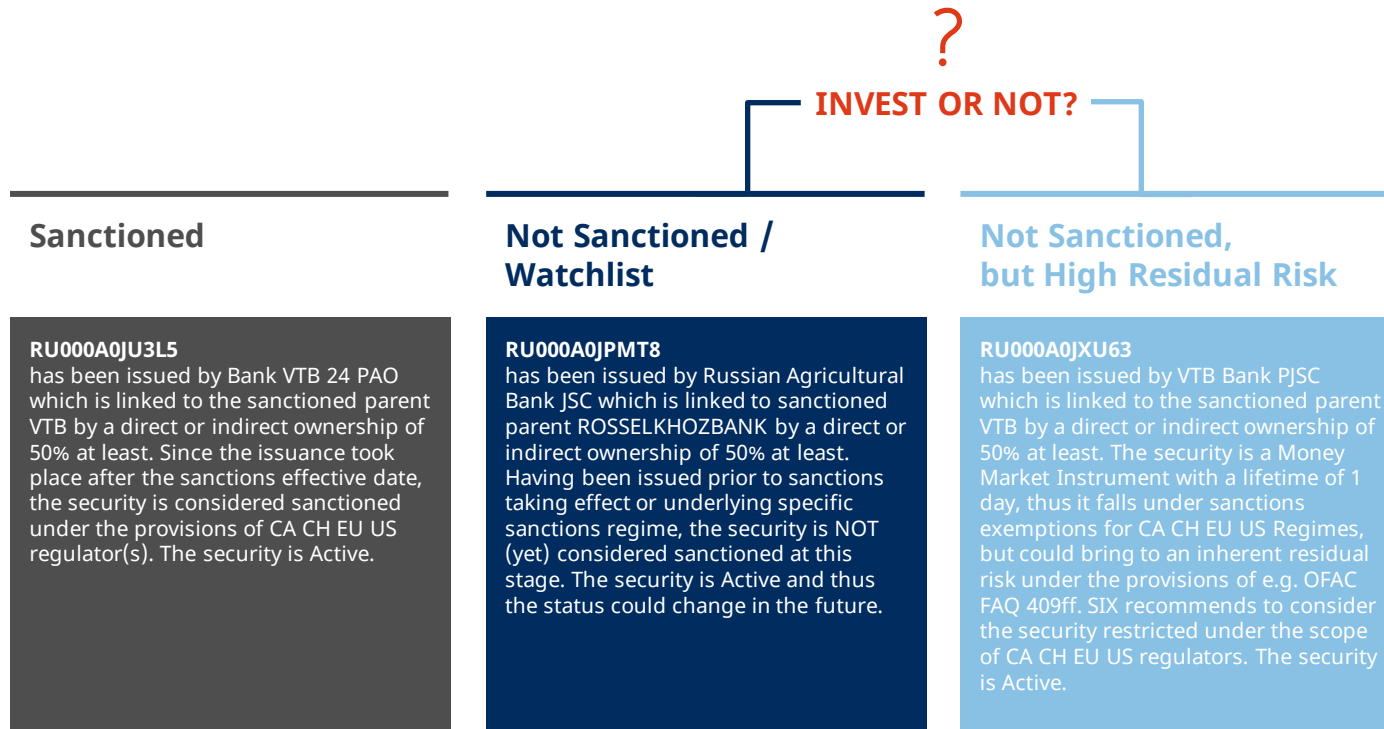 ?
INVEST OR NOT?
Sanctioned
RU000A0JU3L5
has been issued by Bank VTB 24 PAO
which is linked to the sanctioned parent
VTB by a direct or indirect ownership of
50% at least. Since the issuance took
place after the sanctions effective date,
the security is considered sanctioned
under the provisions of CA CH EU US
regulator(s). The security is Active.
Not Sanctioned /
Watchlist
RU000A0JPMT8
has been issued by Russian Agricultural
Bank JSC which is linked to sanctioned
parent ROSSELKHOZBANK by a direct or
indirect ownership of 50% at least.
Having been issued prior to sanctions
taking effect or underlying specific
sanctions regime, the security is NOT
(yet) considered sanctioned at this
stage. The security is Active and thus
the status could change in the future.
Not Sanctioned,
but High Residual Risk
RU000A0JXU63
has been issued by VTB Bank PJSC
which is linked to the sanctioned parent
VTB by a direct or indirect ownership of
50% at least. The security is a Money
Market Instrument with a lifetime of 1
day, thus it falls under sanctions
exemptions for CA CH EU US Regimes,
but could bring to an inherent residual
risk under the provisions of e.g. OFAC
FAQ 409ff. SIX recommends to consider
the security restricted under the scope
of CA CH EU US regulators. The security
is Active.